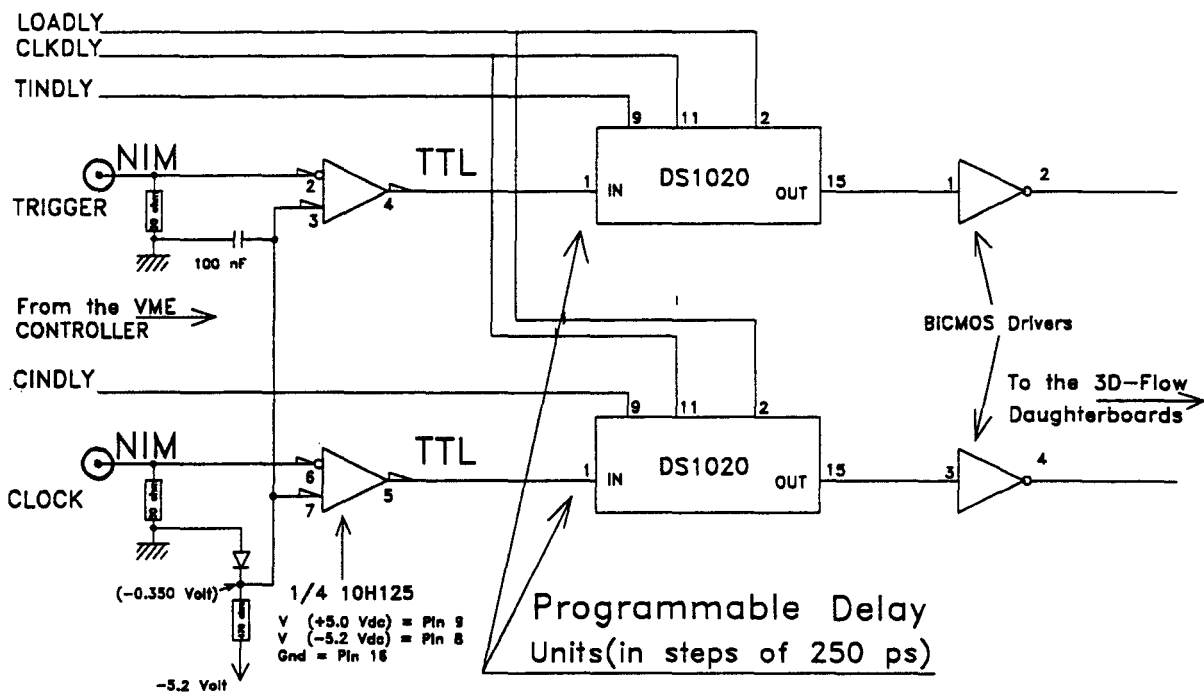 LOADLY
CLKDLY
TINDLY
9 11 2
NIM
TTL
2
3
4
1 IN
DS1020
OUT
15
1
2
TRIGGER
100 nF
From the VME
CONTROLLER
BiCMOS Drivers
CINDLY
9 11 2
To the 3D-Flow
Daughterboards
NIM
TTL
6
7
5
1 IN
DS1020
OUT
15
3
4
CLOCK
(-0.350 Volt)
1/4 10H125
V (+5.0 Vdc) = Pin 9
V (-5.2 Vdc) = Pin 8
Gnd = Pin 16
-5.2 Volt
Programmable Delay
Units(in steps of 250 ps)